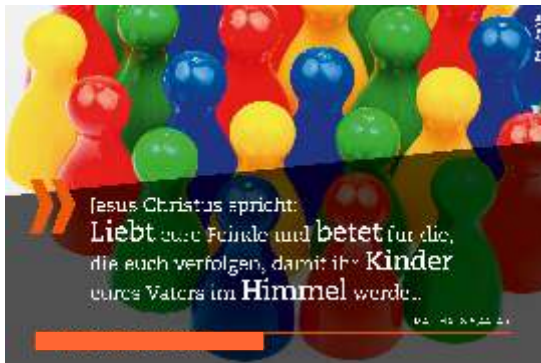 Jesus Christus spricht:
Liebt eure Feinde und betet für die,
die euch verfolgen, damit ihr Kinder
eures Vaters im Himmel werdet.